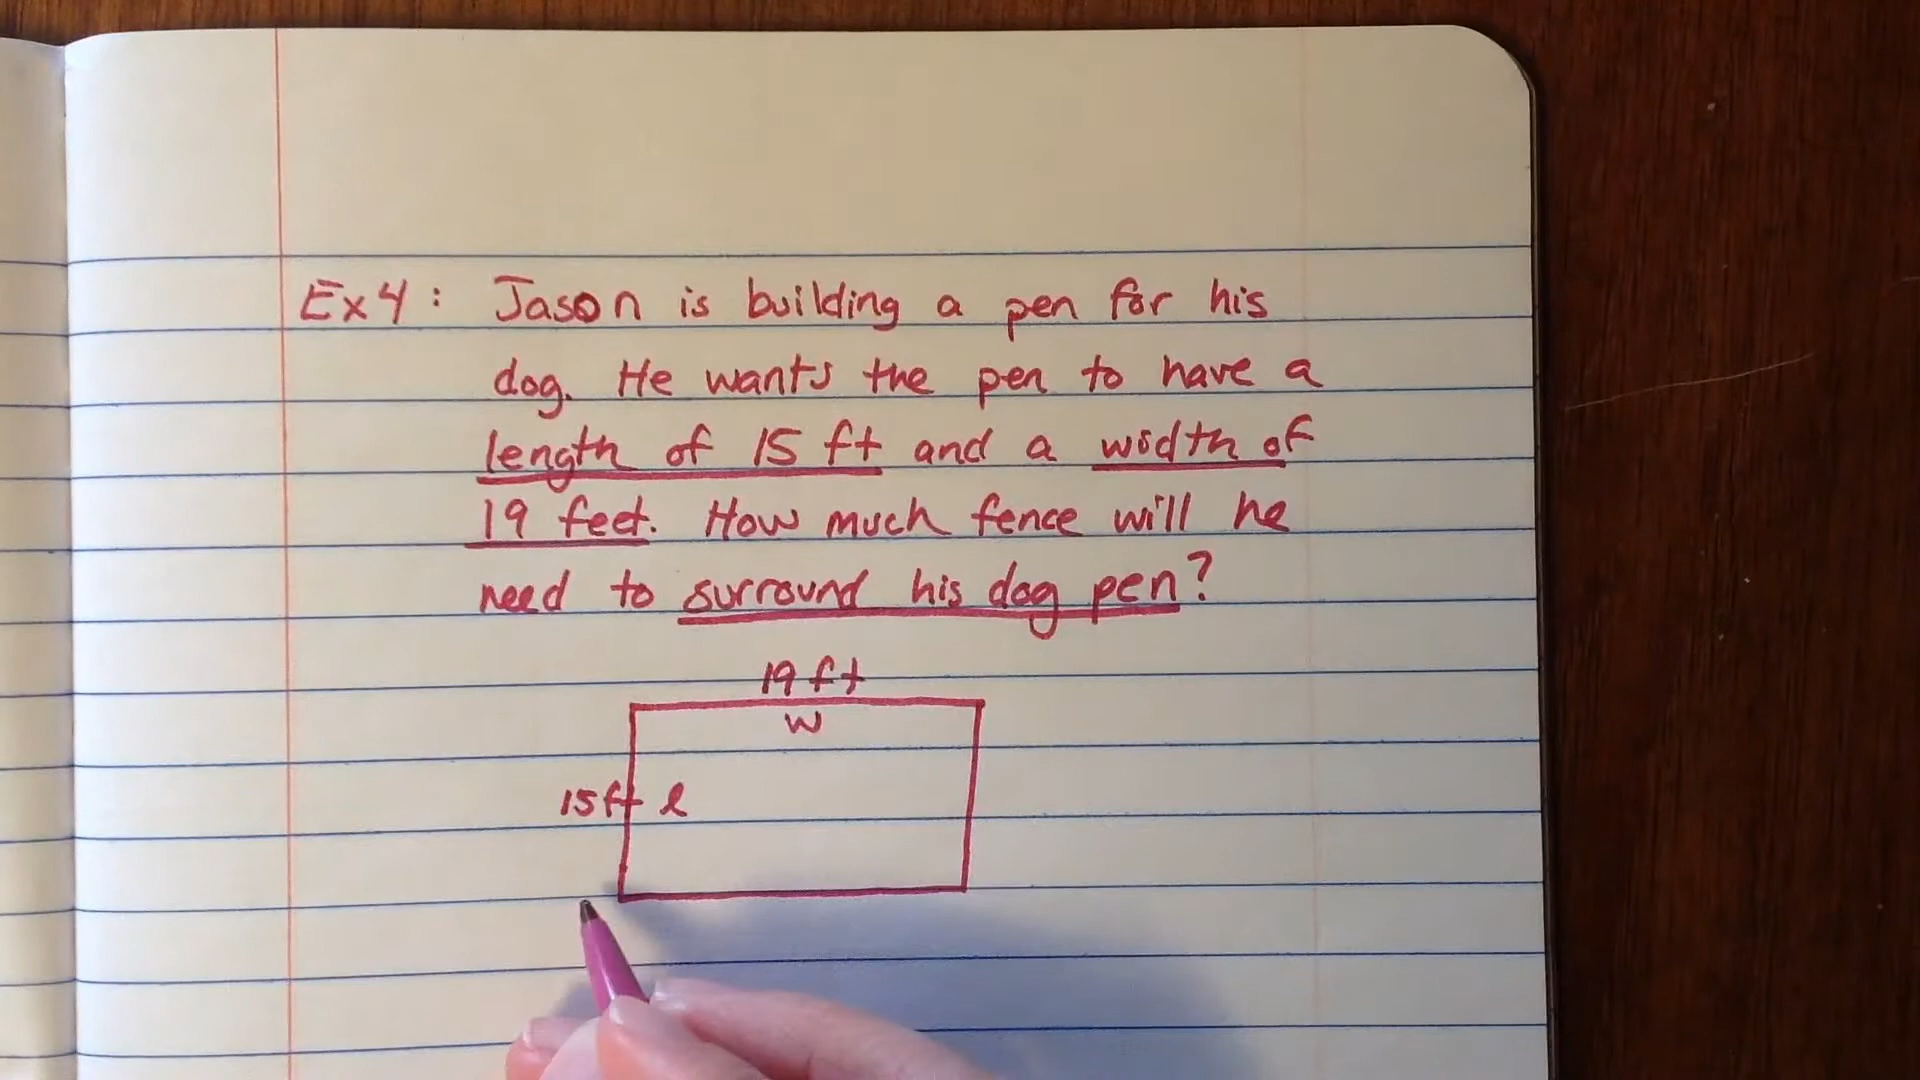 Ex 4: Jason is building a pen for his
dog. He wants the pen to have a
length of 15 ft and a width of
19 feet. How much fence will he
need to surround his dog pen?
19 ft
w
15 ft l